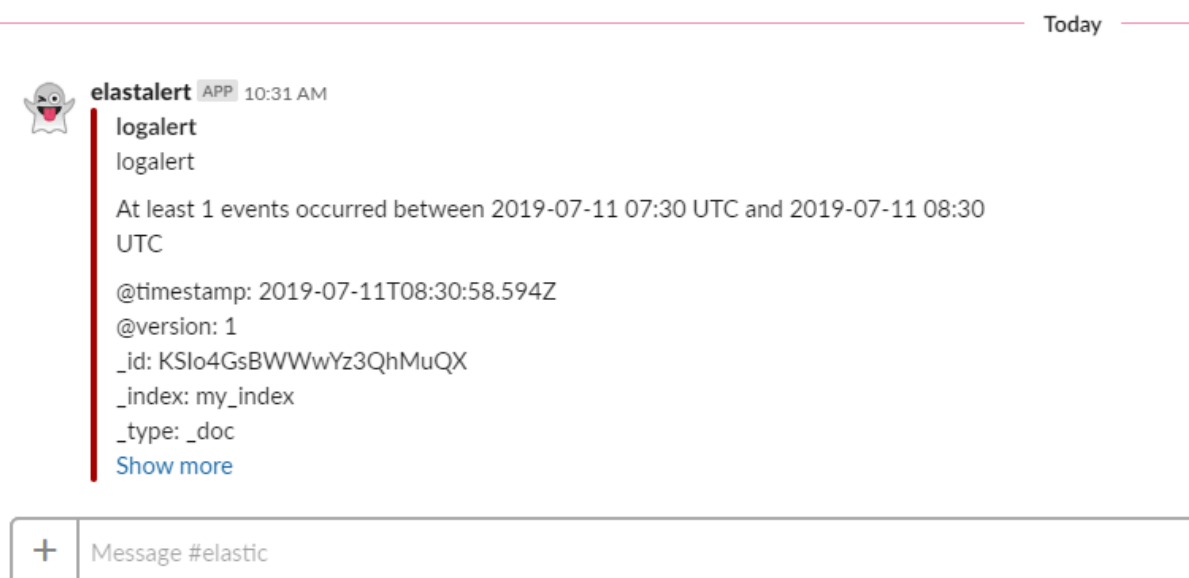 Today
elastalert APP 10:31 AM
logalert
logalert
At least 1 events occurred between 2019-07-11 07:30 UTC and 2019-07-11 08:30
UTC
@timestamp: 2019-07-11T08:30:58.594Z
@version: 1
_id: KSIo4GsBWWwYz3QhMuQX
_index: my_index
_type: _doc
Show more
+ Message #elastic